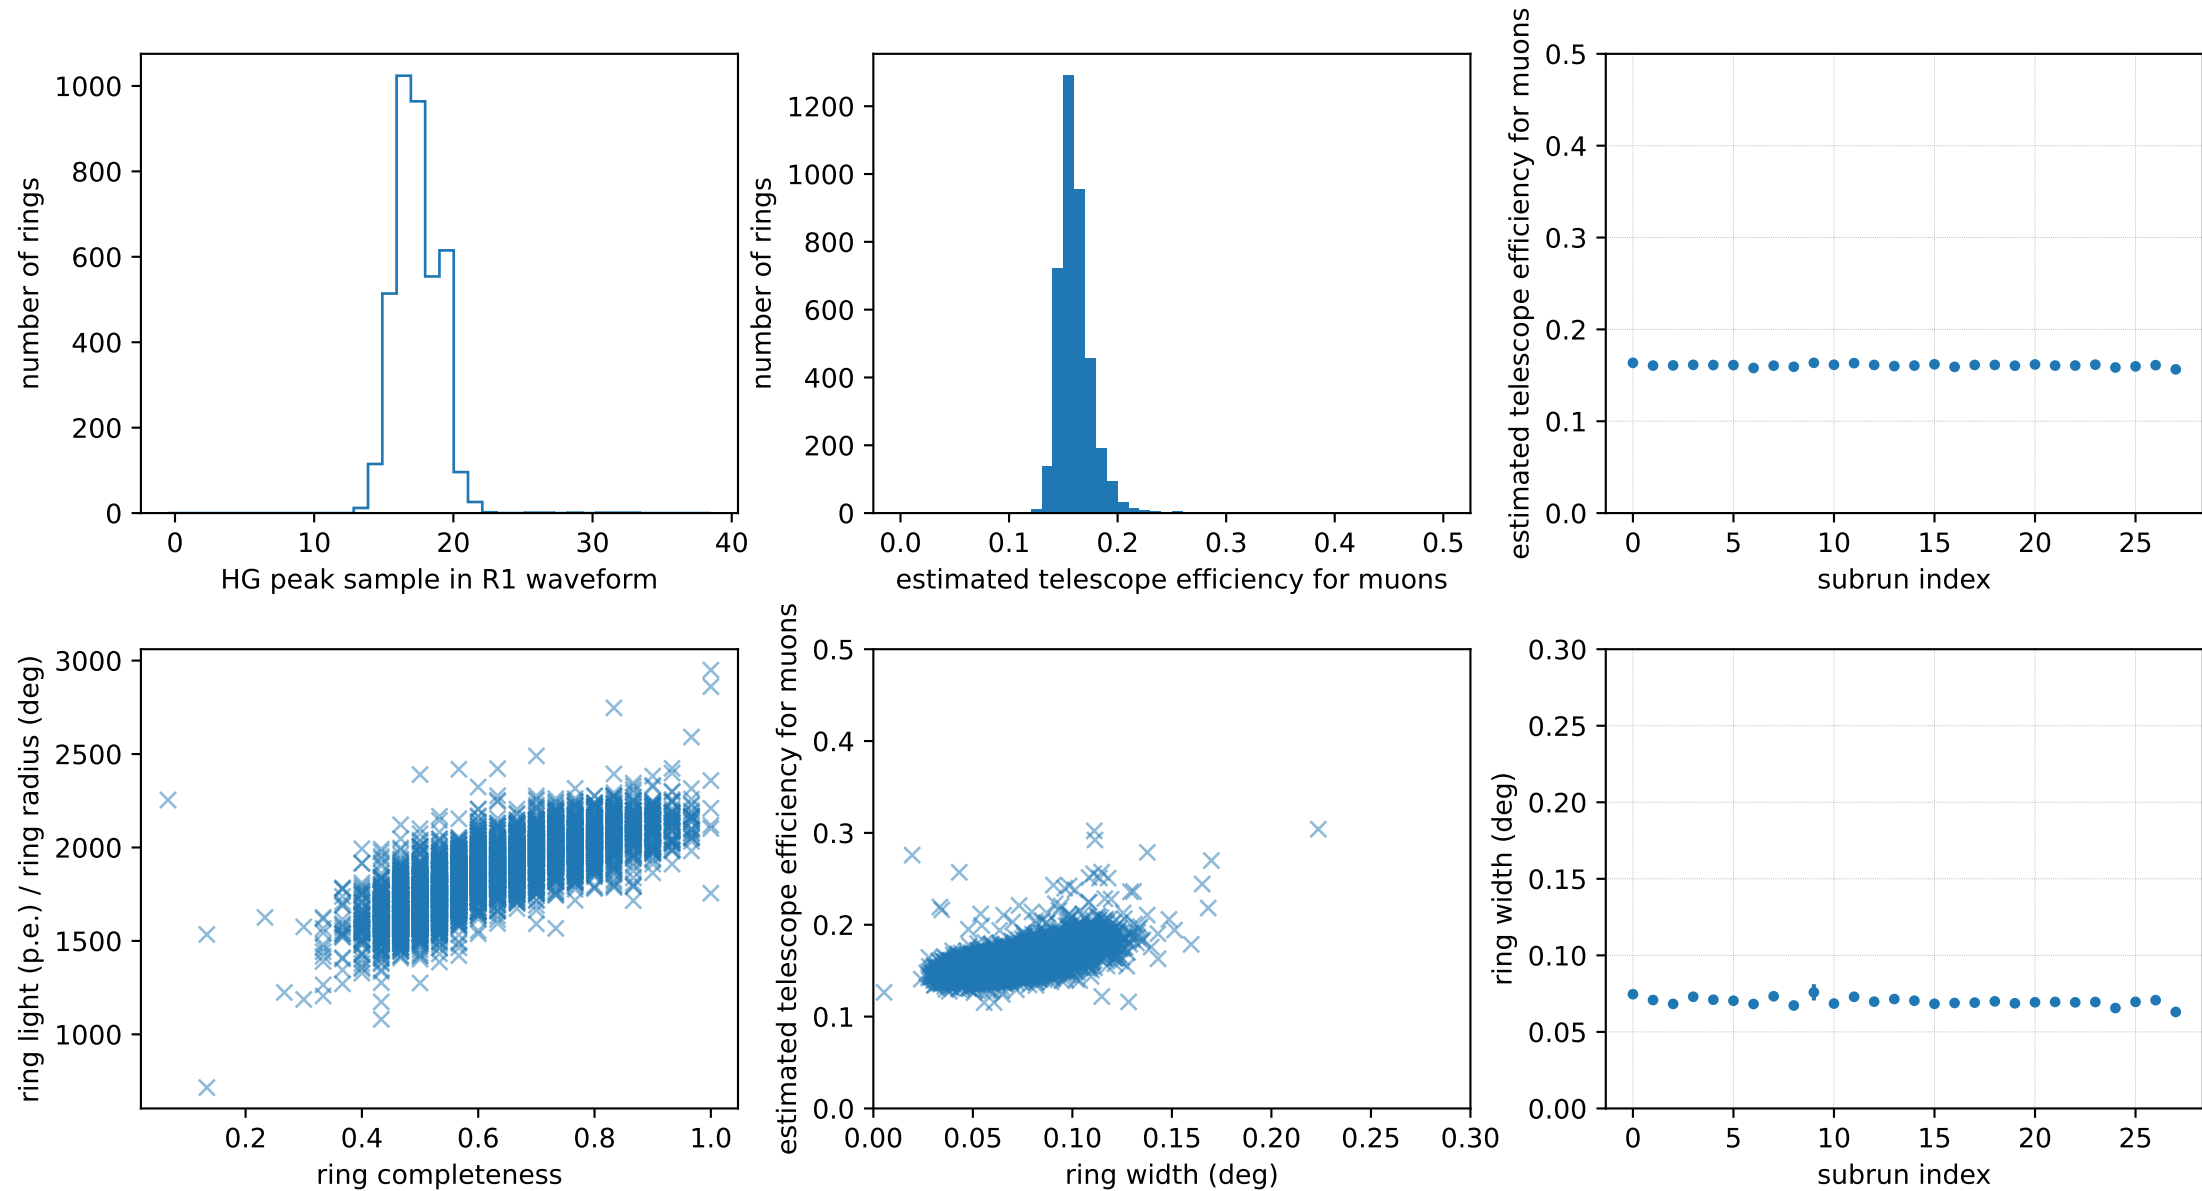 1000
800
600
400
200
0
number of rings
0 10 20 30 40
HG peak sample in R1 waveform
1200
1000
800
600
400
200
0
number of rings
0.0 0.1 0.2 0.3 0.4 0.5
estimated telescope efficiency for muons
0.5
0.4
0.3
0.2
0.1
0.0
estimated telescope efficiency for muons
0 5 10 15 20 25
subrun index
3000
2500
2000
1500
1000
ring light (p.e.) / ring radius (deg)
0.2 0.4 0.6 0.8 1.0
ring completeness
0.5
0.4
0.3
0.2
0.1
0.0
estimated telescope efficiency for muons
0.00 0.05 0.10 0.15 0.20 0.25 0.30
ring width (deg)
0.30
0.25
0.20
0.15
0.10
0.05
0.00
ring width (deg)
0 5 10 15 20 25
subrun index